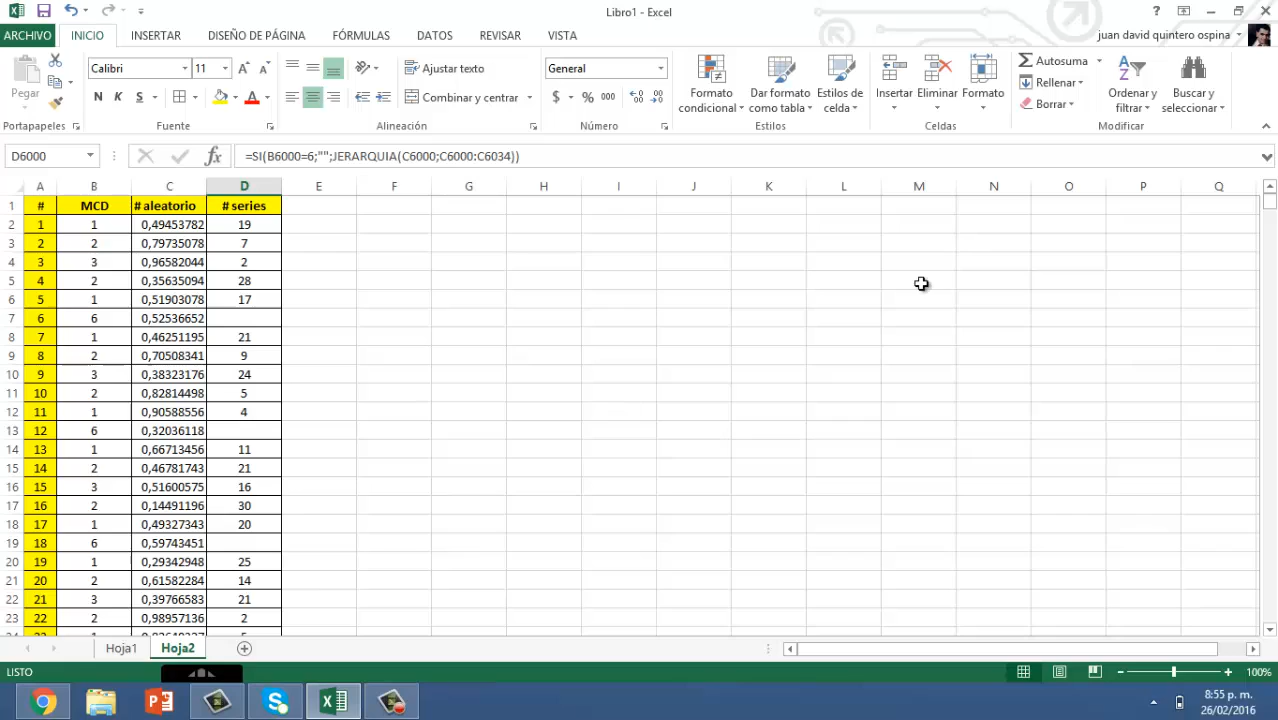 Libro1 - Excel
ARCHIVO INICIO INSERTAR DISEÑO DE PÁGINA FÓRMULAS DATOS REVISAR VISTA juan david quintero ospina
Pegar
Portapapeles
Calibri 11
N K S
Fuente
Ajustar texto
Combinar y centrar
Alineación
General
$ % 000
Número
Formato condicional
Dar formato como tabla
Estilos de celda
Estilos
Insertar Eliminar Formato
Celdas
Autosuma
Rellenar
Borrar
Ordenar y filtrar
Buscar y seleccionar
Modificar
D6000 fx =SI(B6000=6;"";JERARQUIA(C6000;C6000:C6034))
A B C D E F G H I J K L M N O P Q
1 # MCD # aleatorio # series
2 1 1 0,49453782 19
3 2 2 0,79735078 7
4 3 3 0,96582044 2
5 4 2 0,35635094 28
6 5 1 0,51903078 17
7 6 6 0,52536652
8 7 1 0,46251195 21
9 8 2 0,70508341 9
10 9 3 0,38323176 24
11 10 2 0,82814498 5
12 11 1 0,90588556 4
13 12 6 0,32036118
14 13 1 0,66713456 11
15 14 2 0,46781743 21
16 15 3 0,51600575 16
17 16 2 0,14491196 30
18 17 1 0,49327343 20
19 18 6 0,59743451
20 19 1 0,29342948 25
21 20 2 0,61582284 14
22 21 3 0,39766583 21
23 22 2 0,98957136 2
Hoja1 Hoja2
LISTO 100%
8:55 p. m.
26/02/2016